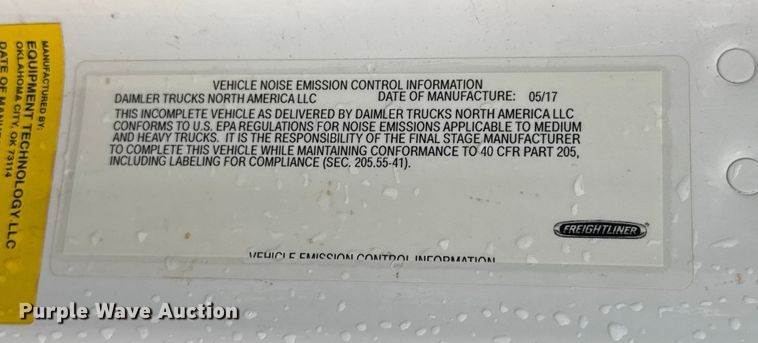 MANUFACTURED BY:
EQUIPMENT TECHNOLOGY LLC
OKLAHOMA CITY, OK 73114
DATE OF
VEHICLE NOISE EMISSION CONTROL INFORMATION
DAIMLER TRUCKS NORTH AMERICA LLC DATE OF MANUFACTURE: 05/17
THIS INCOMPLETE VEHICLE AS DELIVERED BY DAIMLER TRUCKS NORTH AMERICA LLC
CONFORMS TO U.S. EPA REGULATIONS FOR NOISE EMISSIONS APPLICABLE TO MEDIUM
AND HEAVY TRUCKS. IT IS THE RESPONSIBILITY OF THE FINAL STAGE MANUFACTURER
TO COMPLETE THIS VEHICLE WHILE MAINTAINING CONFORMANCE TO 40 CFR PART 205,
INCLUDING LABELING FOR COMPLIANCE (SEC. 205.55-41).
FREIGHTLINER
VEHICLE EMISSION CONTROL INFORMATION
Purple Wave Auction